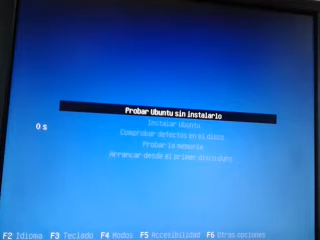 Probar Ubuntu sin instalarlo
Instalar Ubuntu
Comprobar defectos en el disco
Probar la memoria
Arrancar desde el primer disco duro
0 s
F2 Idioma F3 Teclado F4 Modos F5 Accesibilidad F6 Otras opciones